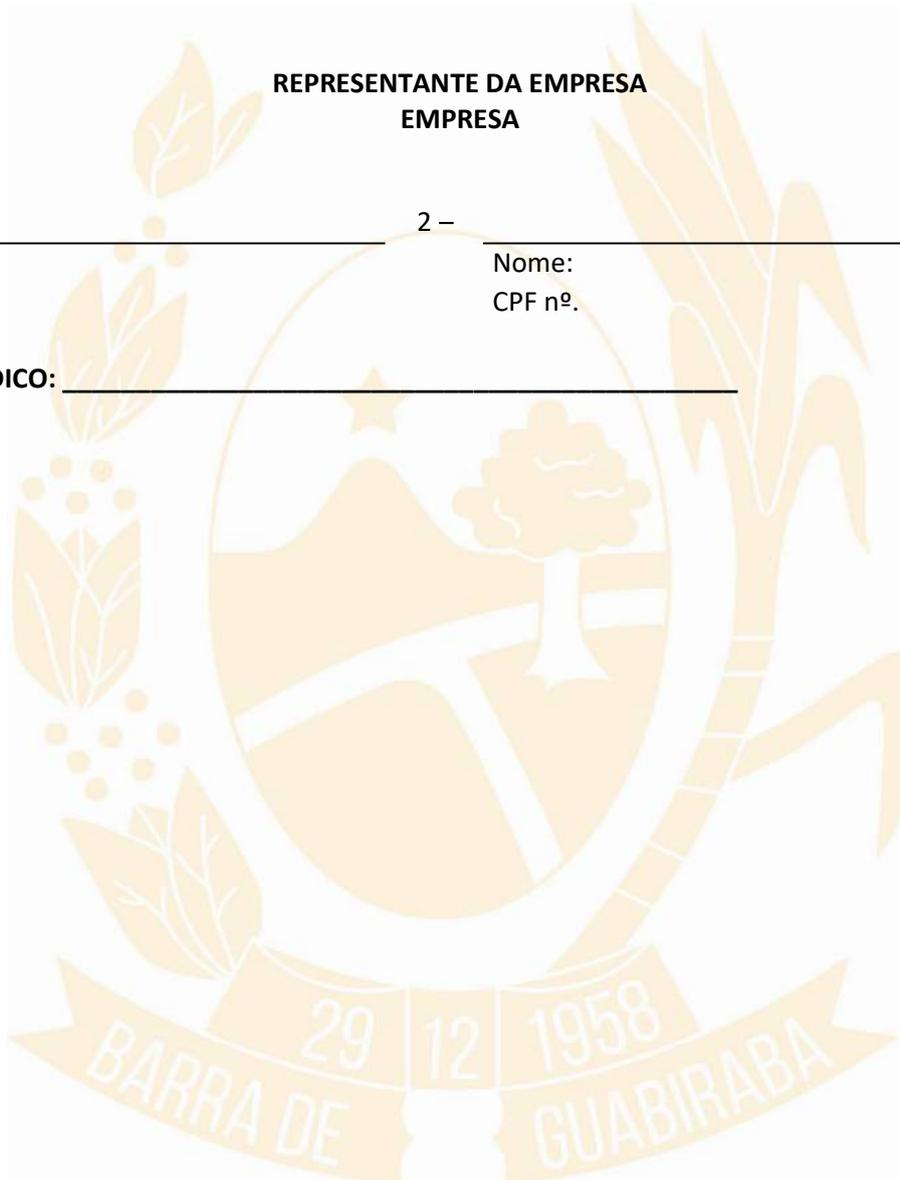 REPRESENTANTE DA EMPRESA
EMPRESA
2 –
Nome:
CPF nº.
DICO:
29 12 1958
BARRA DE GUABIRABA